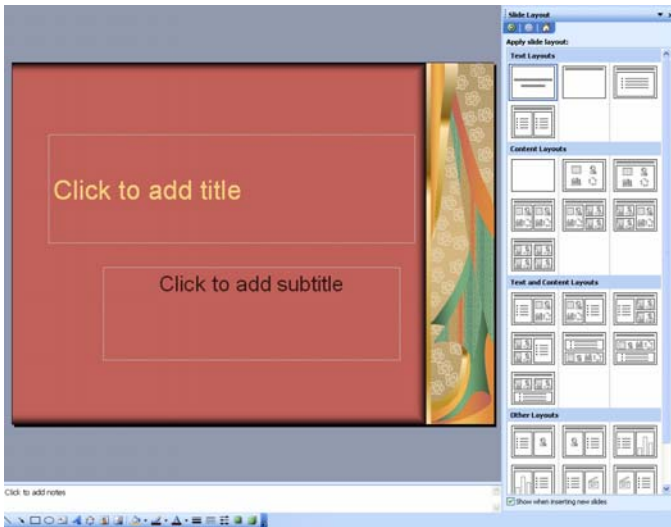 Slide Layout
Apply slide layout:
Text Layouts
Content Layouts
Text and Content Layouts
Other Layouts
Show when inserting new slides
Click to add title
Click to add subtitle
Click to add notes